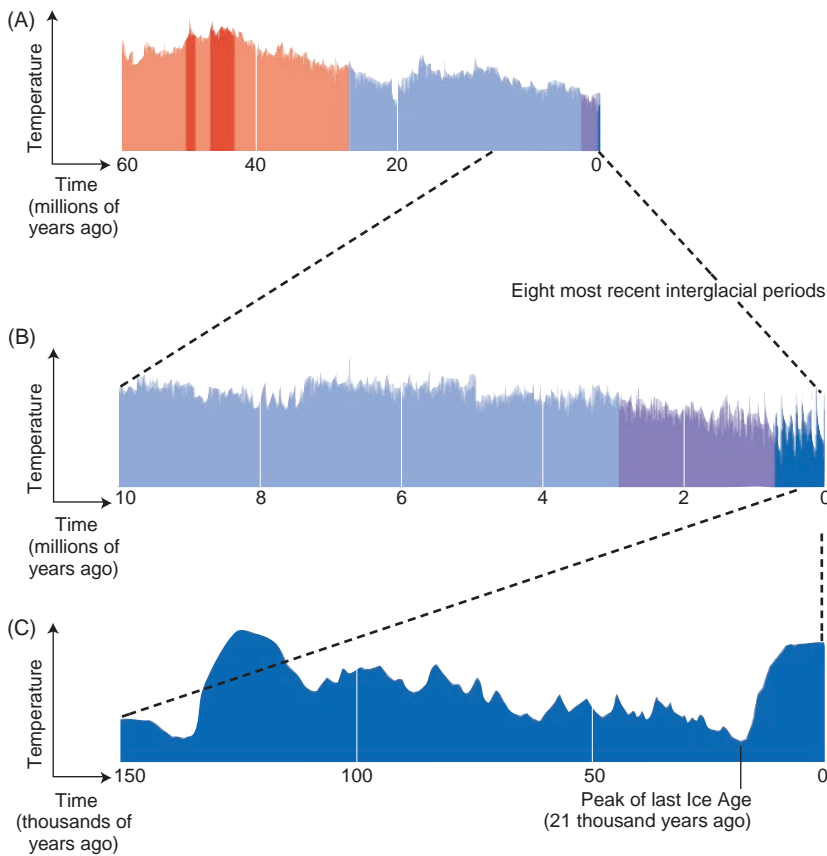 (A)
Temperature
60 40 20 0
Time
(millions of
years ago)
Eight most recent interglacial periods
(B)
Temperature
10 8 6 4 2 0
Time
(millions of
years ago)
(C)
Temperature
150 100 50 0
Time
(thousands of
years ago)
Peak of last Ice Age
(21 thousand years ago)